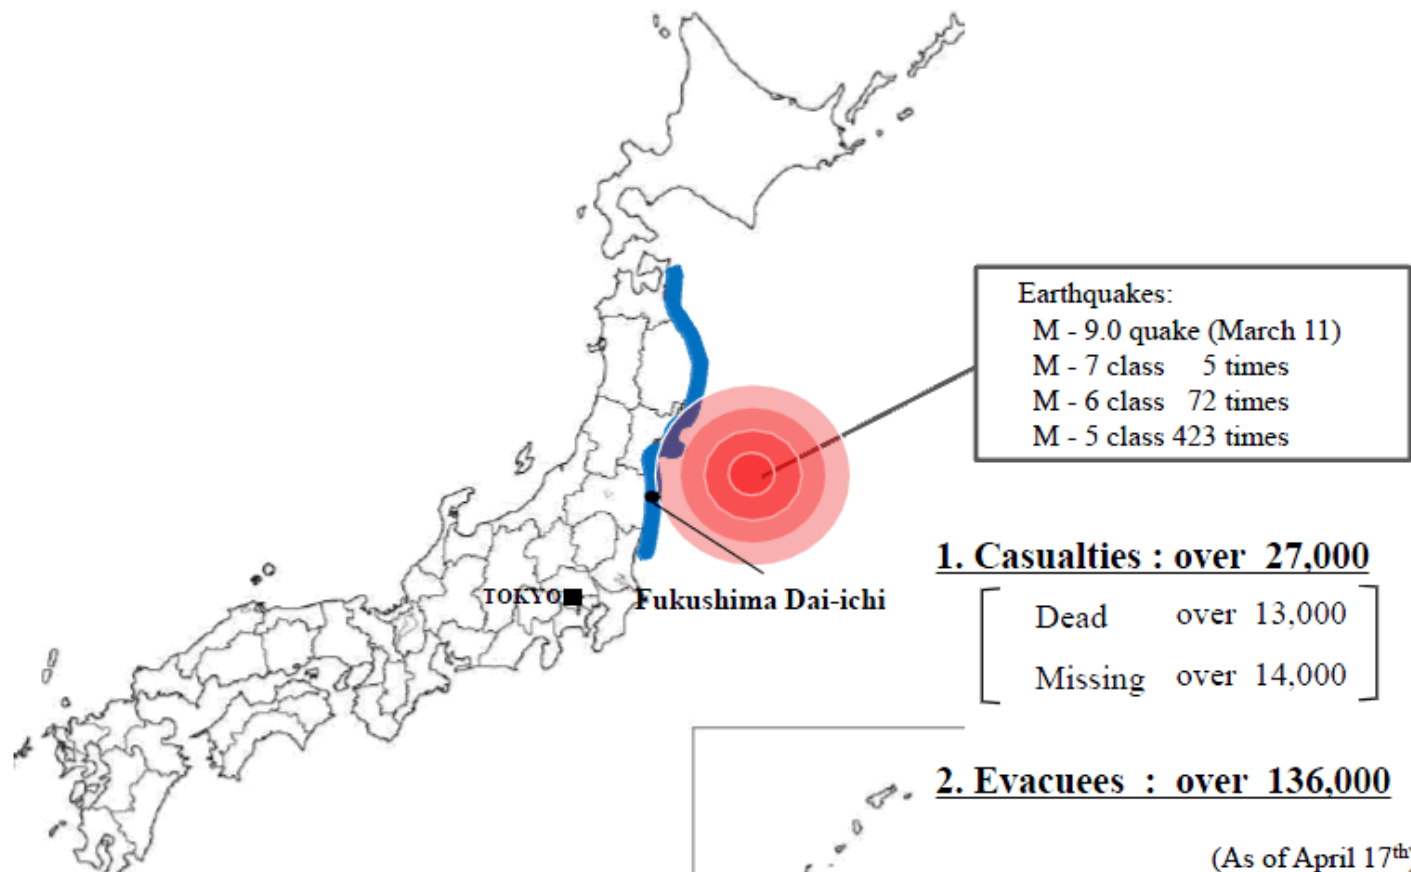 Earthquakes:
M - 9.0 quake (March 11)
M - 7 class 5 times
M - 6 class 72 times
M - 5 class 423 times
1. Casualties : over 27,000
TOKYO
Fukushima Dai-ichi
Dead over 13,000
Missing over 14,000
2. Evacuees : over 136,000
(As of April 17th)